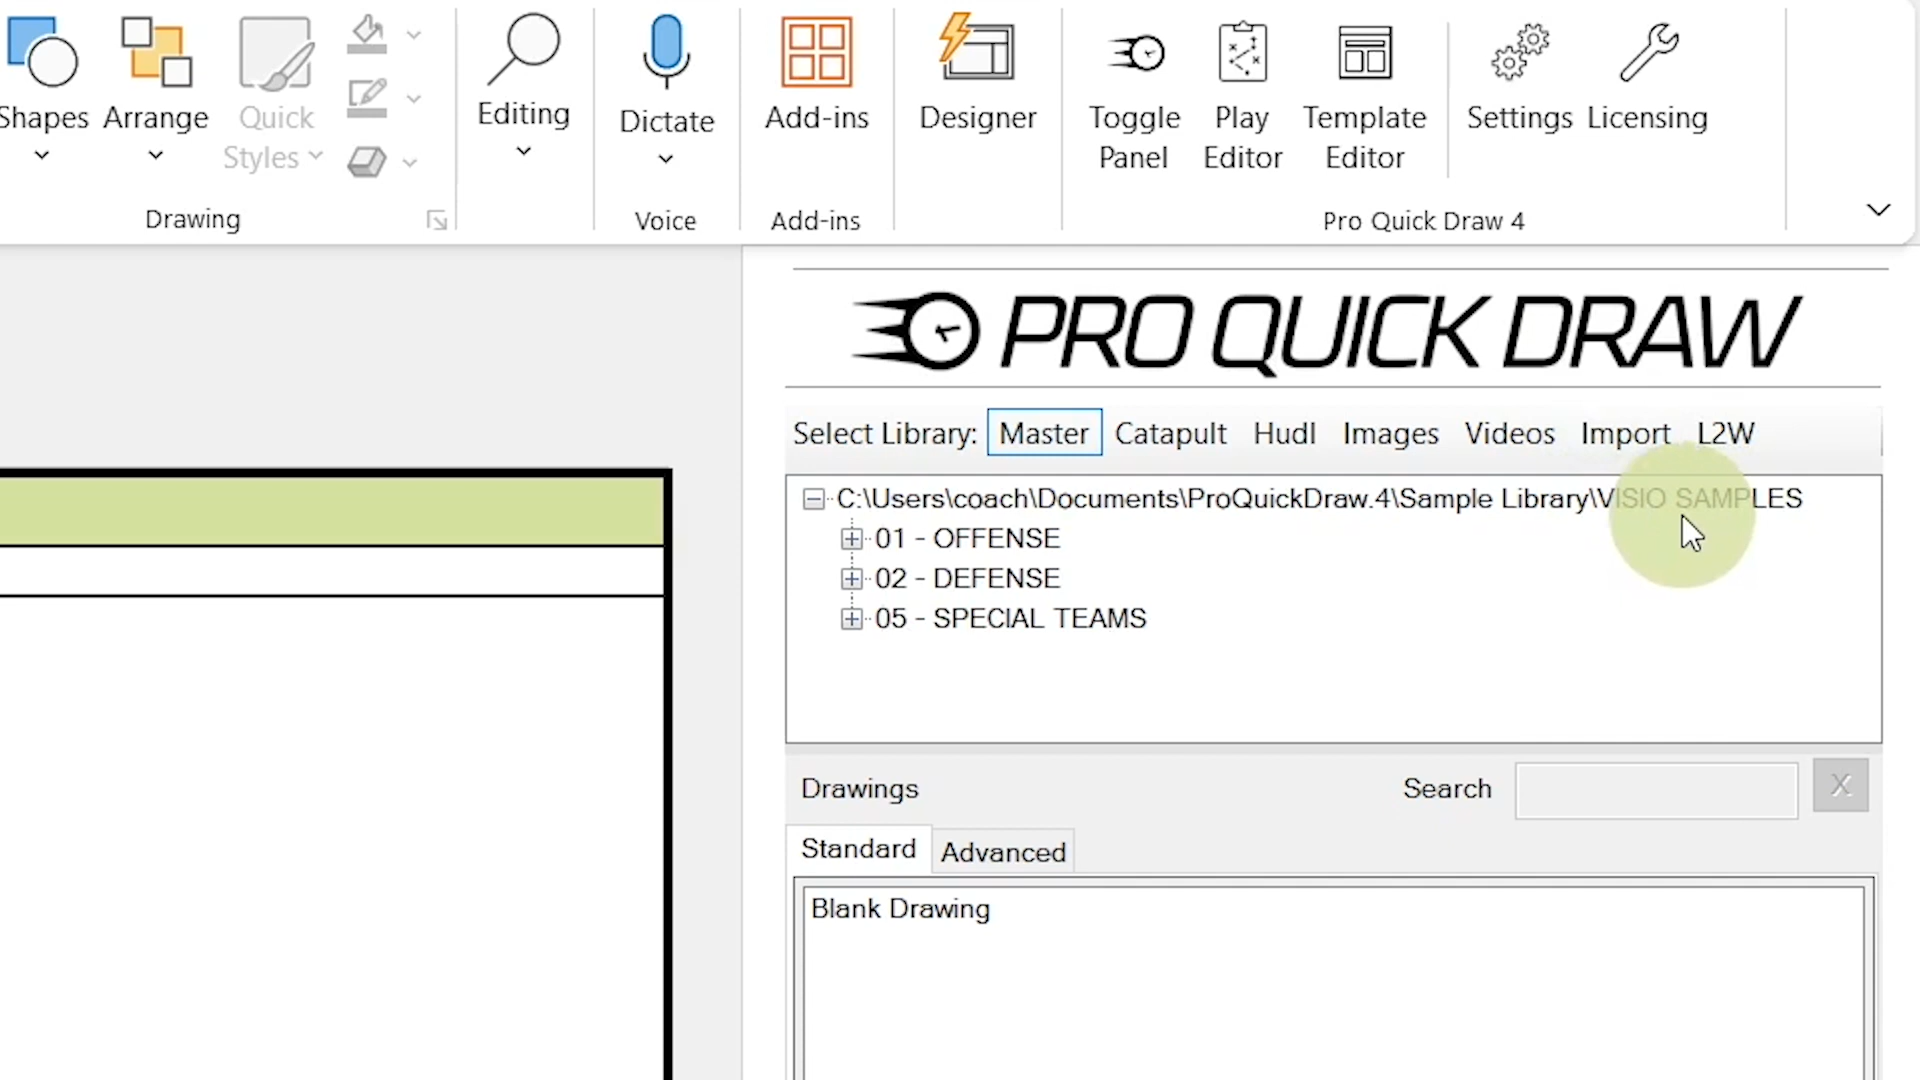 Shapes
Arrange
Quick
Styles
Editing
Dictate
Add-ins
Designer
Toggle
Panel
Play
Editor
Template
Editor
Settings
Licensing
Drawing
Voice
Add-ins
Pro Quick Draw 4
PRO QUICK DRAW
Select Library: Master Catapult Hudl Images Videos Import L2W
C:\Users\coach\Documents\ProQuickDraw.4\Sample Library\VISIO SAMPLES
01 - OFFENSE
02 - DEFENSE
05 - SPECIAL TEAMS
Drawings Search X
Standard Advanced
Blank Drawing